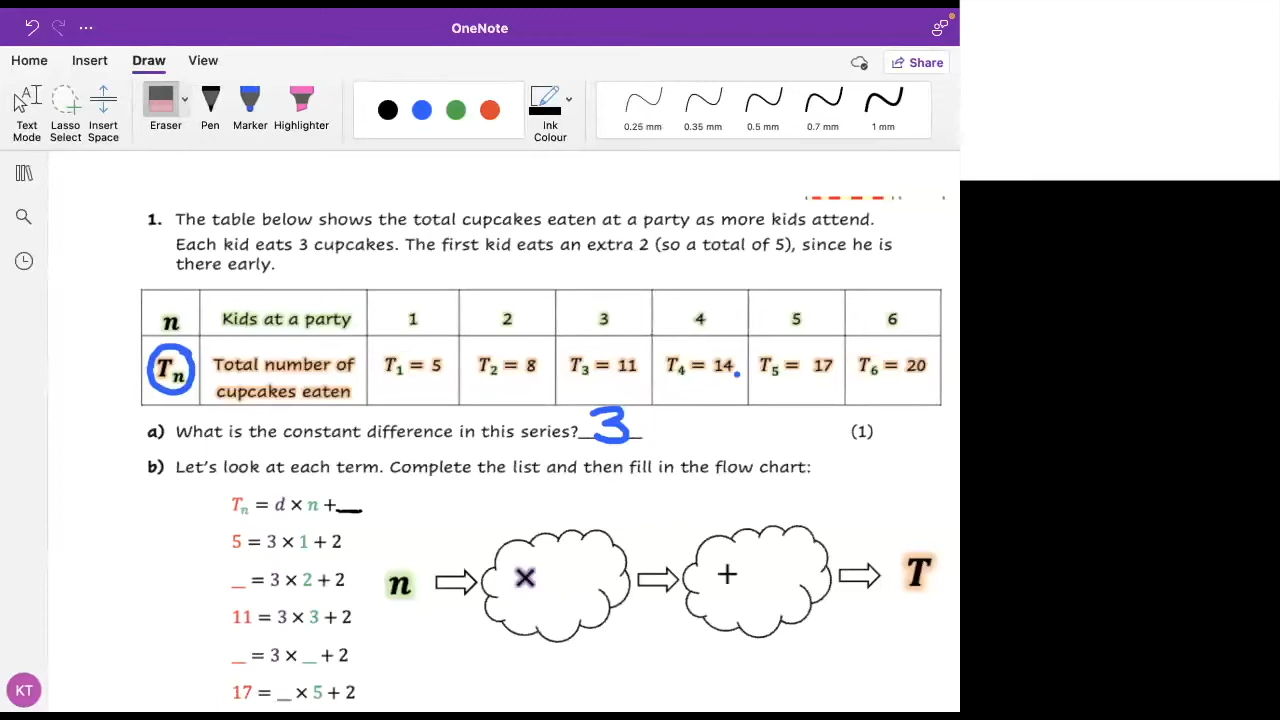 OneNote
Home Insert Draw View
Share
Text Mode
Lasso Select
Insert Space
Eraser
Pen
Marker
Highlighter
Ink Colour
0.25 mm
0.35 mm
0.5 mm
0.7 mm
1 mm
1. The table below shows the total cupcakes eaten at a party as more kids attend.
Each kid eats 3 cupcakes. The first kid eats an extra 2 (so a total of 5), since he is
there early.
n Kids at a party 1 2 3 4 5 6
Tₙ Total number of cupcakes eaten T₁ = 5 T₂ = 8 T₃ = 11 T₄ = 14 T₅ = 17 T₆ = 20
a) What is the constant difference in this series? 3 (1)
b) Let's look at each term. Complete the list and then fill in the flow chart:
Tₙ = d × n + __
5 = 3 × 1 + 2
_ = 3 × 2 + 2
11 = 3 × 3 + 2
_ = 3 × _ + 2
17 = _ × 5 + 2
n ⇒ × ⇒ + ⇒ T
KT